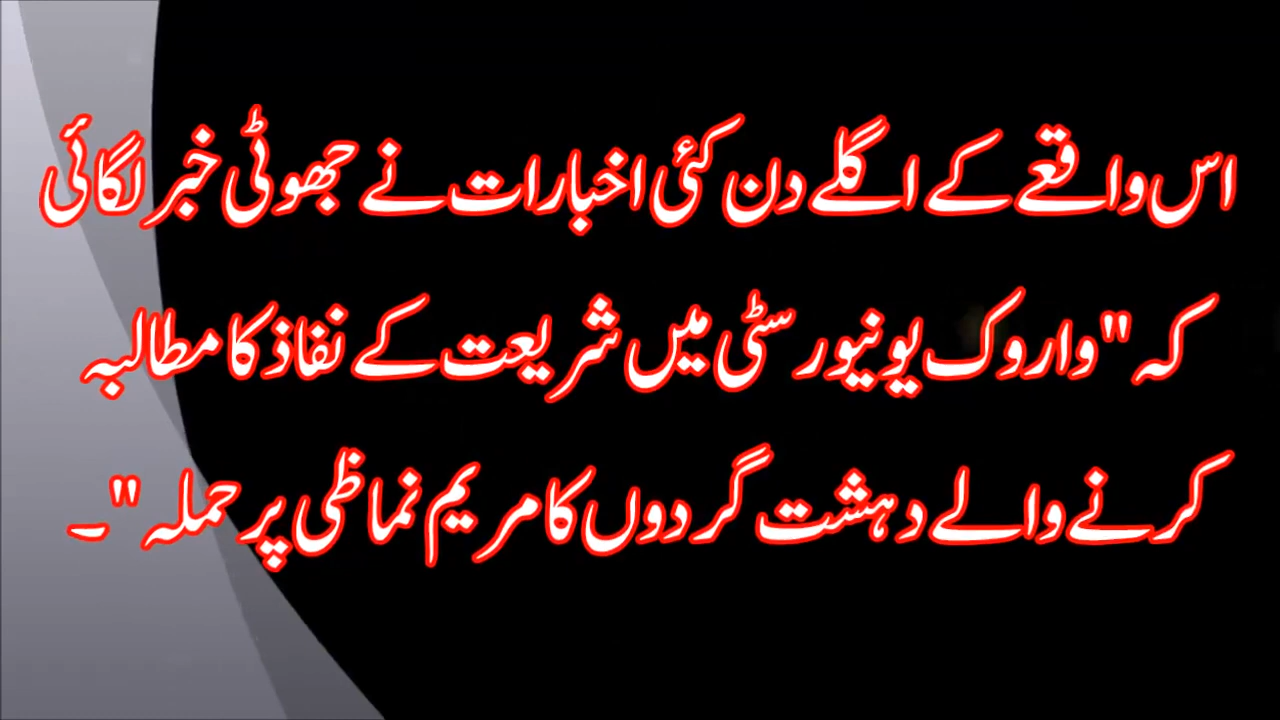 اس واقعے کے اگلے دن کئی اخبارات نے جھوٹی خبر لگائی
کہ "واروک یونیورسٹی میں شریعت کے نفاذ کا مطالبہ
کرنے والے دہشت گردوں کا مریم نماظی پر حملہ"۔